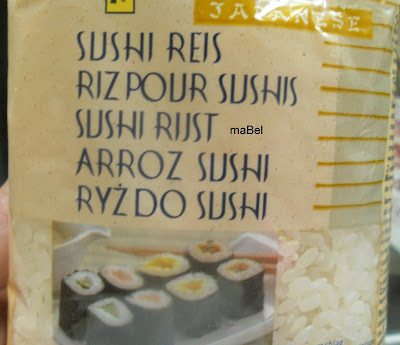 JAPANESE
SUSHI REIS
RIZ POUR SUSHIS
SUSHI RIJST
maBel
ARROZ SUSHI
RYŻ DO SUSHI